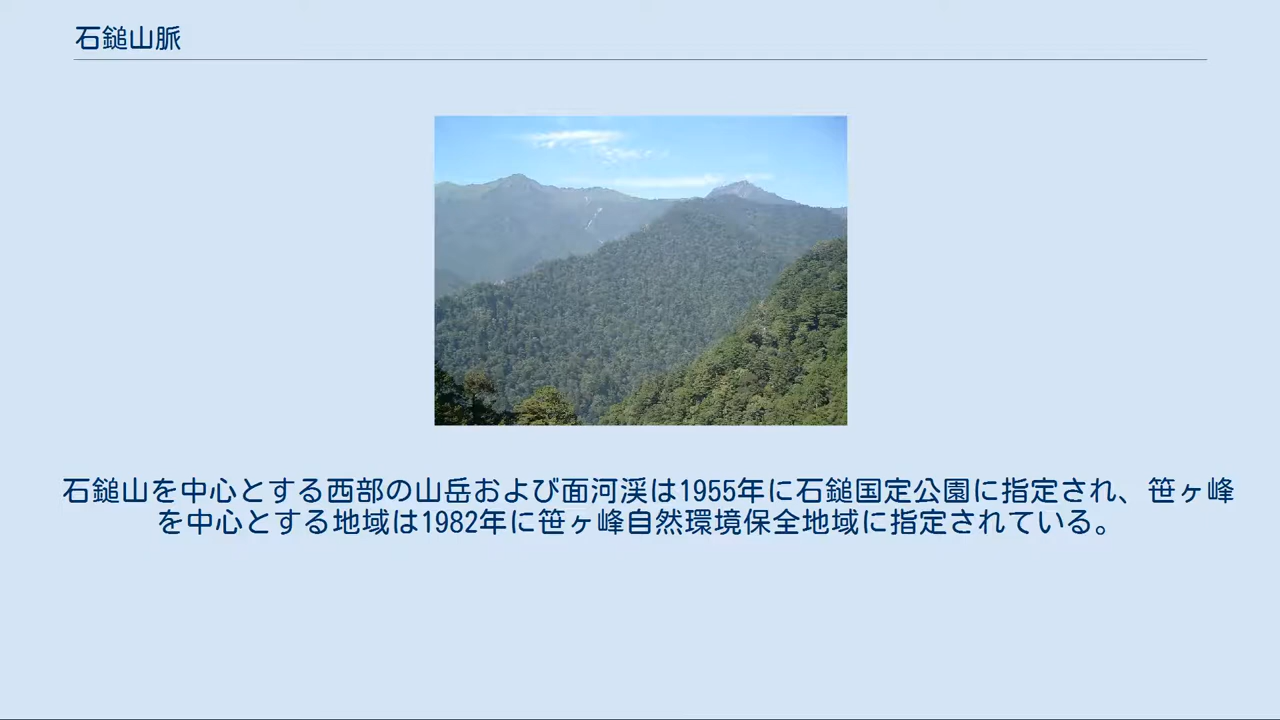 石鎚山脈
石鎚山を中心とする西部の山岳および面河渓は1955年に石鎚国定公園に指定され、笹ヶ峰
を中心とする地域は1982年に笹ヶ峰自然環境保全地域に指定されている。